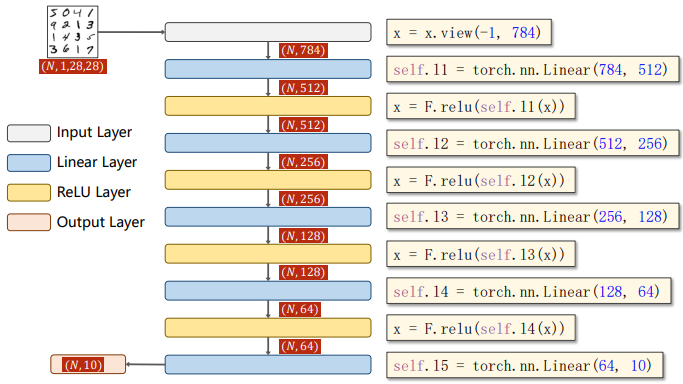 5 0 4 1
9 2 1 3
1 4 3 5
3 6 1 7
(N,1,28,28)
x = x.view(-1, 784)
(N,784)
self.l1 = torch.nn.Linear(784, 512)
(N,512)
x = F.relu(self.l1(x))
(N,512)
self.l2 = torch.nn.Linear(512, 256)
(N,256)
x = F.relu(self.l2(x))
(N,256)
self.l3 = torch.nn.Linear(256, 128)
(N,128)
x = F.relu(self.l3(x))
(N,128)
self.l4 = torch.nn.Linear(128, 64)
(N,64)
x = F.relu(self.l4(x))
(N,64)
self.l5 = torch.nn.Linear(64, 10)
(N,10)
Input Layer
Linear Layer
ReLU Layer
Output Layer